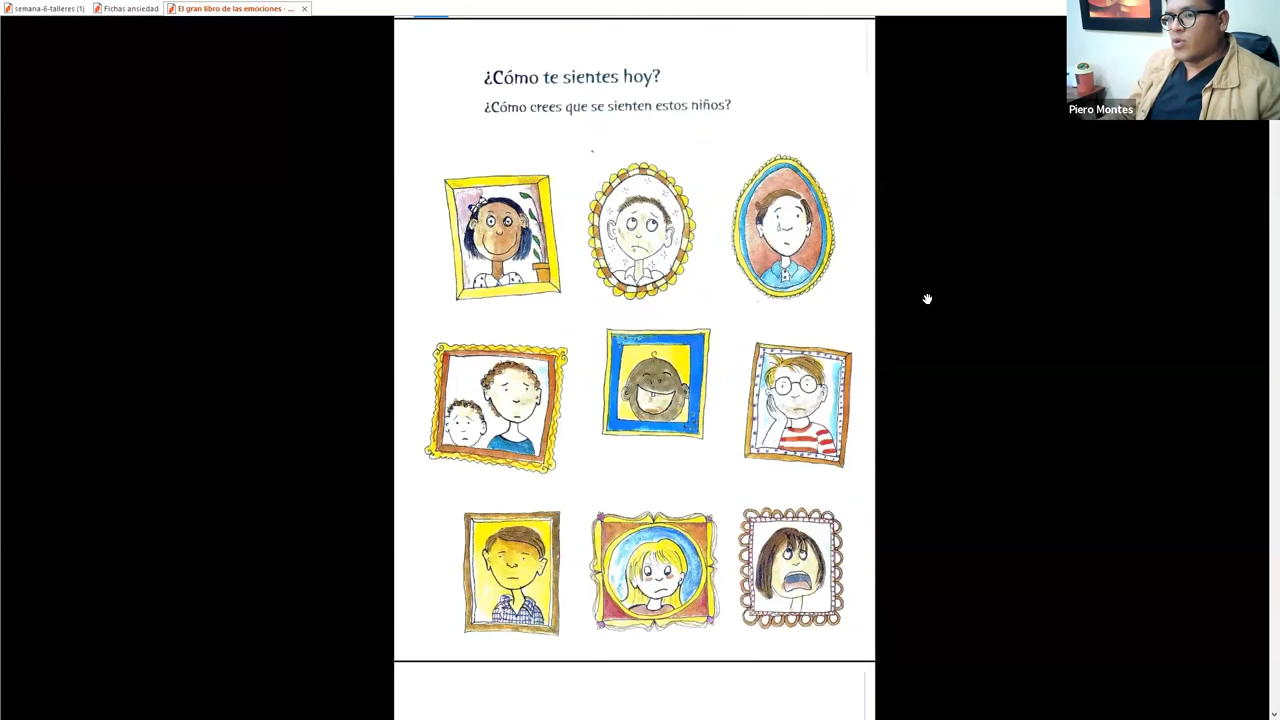 semana-6-talleres (1)
Fichas ansiedad
El gran libro de las emociones - ...
¿Cómo te sientes hoy?
¿Cómo crees que se sienten estos niños?
Piero Montes